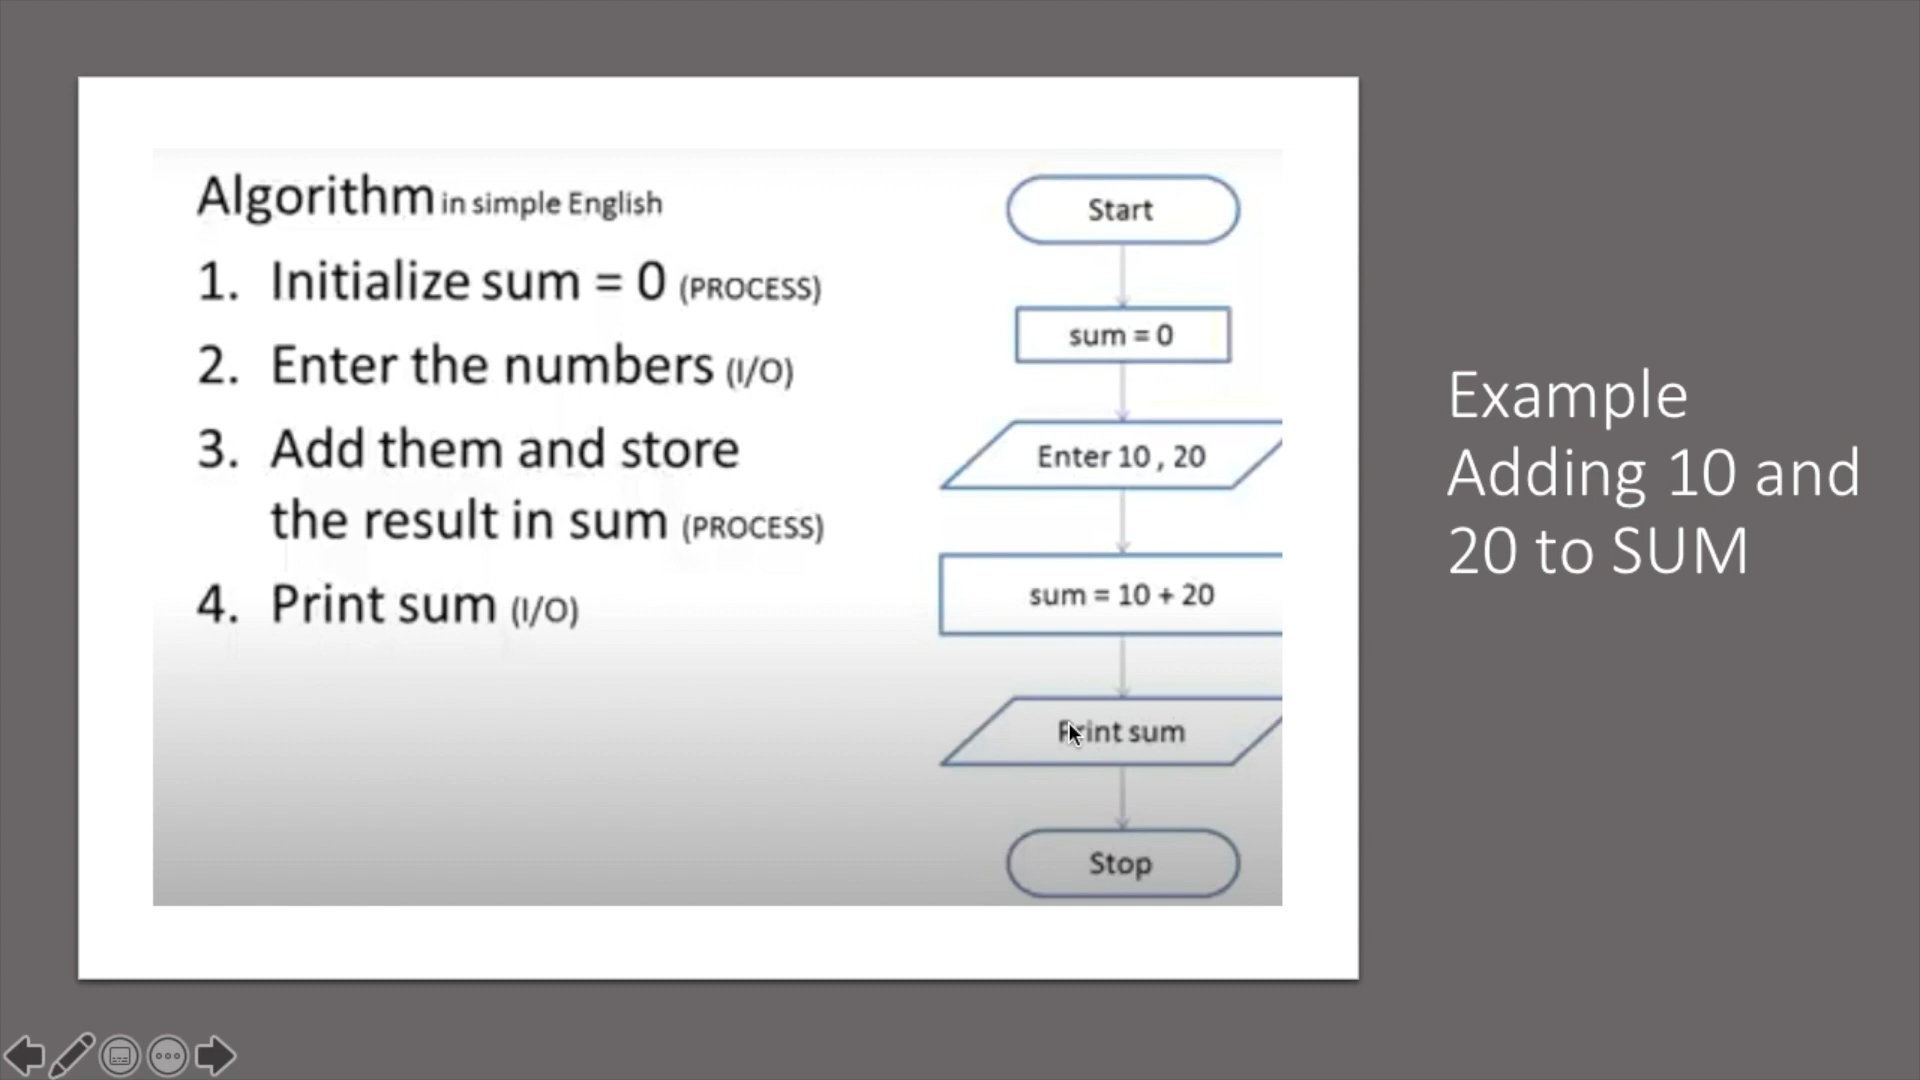 Algorithm in simple English
1. Initialize sum = 0 (PROCESS)
2. Enter the numbers (I/O)
3. Add them and store
the result in sum (PROCESS)
4. Print sum (I/O)
Start
sum = 0
Enter 10 , 20
sum = 10 + 20
Print sum
Stop
Example
Adding 10 and
20 to SUM